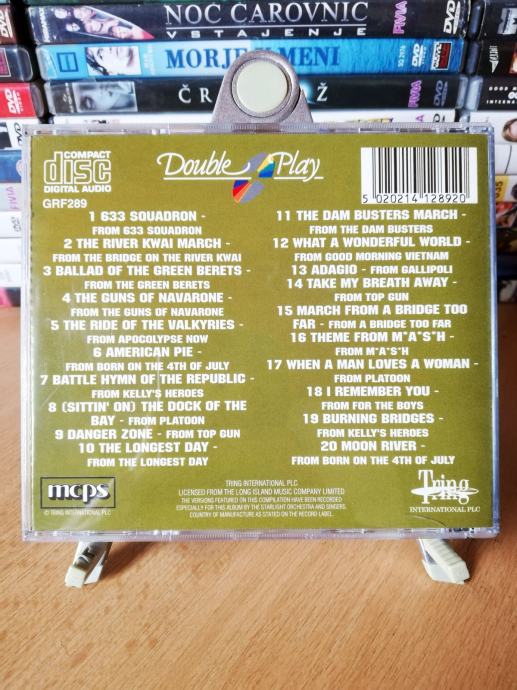 NOC CAROVNIC
VSTAJENJE
FIVIA
DVD
MORJE V MENI
FIVIA
DVD
DVD
COMPACT
disc
DIGITAL AUDIO
GRF289
Double Play
5 020214 128920
1 633 SQUADRON -
FROM 633 SQUADRON
2 THE RIVER KWAI MARCH -
FROM THE BRIDGE ON THE RIVER KWAI
3 BALLAD OF THE GREEN BERETS -
FROM THE GREEN BERETS
4 THE GUNS OF NAVARONE -
FROM THE GUNS OF NAVARONE
5 THE RIDE OF THE VALKYRIES -
FROM APOCOLYPSE NOW
6 AMERICAN PIE -
FROM BORN ON THE 4TH OF JULY
7 BATTLE HYMN OF THE REPUBLIC -
FROM KELLY'S HEROES
8 (SITTIN' ON) THE DOCK OF THE
BAY - FROM PLATOON
9 DANGER ZONE - FROM TOP GUN
10 THE LONGEST DAY -
FROM THE LONGEST DAY
11 THE DAM BUSTERS MARCH -
FROM THE DAM BUSTERS
12 WHAT A WONDERFUL WORLD -
FROM GOOD MORNING VIETNAM
13 ADAGIO - FROM GALLIPOLI
14 TAKE MY BREATH AWAY -
FROM TOP GUN
15 MARCH FROM A BRIDGE TOO
FAR - FROM A BRIDGE TOO FAR
16 THEME FROM M*A*S*H -
FROM M*A*S*H
17 WHEN A MAN LOVES A WOMAN -
FROM PLATOON
18 I REMEMBER YOU -
FROM FOR THE BOYS
19 BURNING BRIDGES -
FROM KELLY'S HEROES
20 MOON RIVER -
FROM BORN ON THE 4TH OF JULY
mcps
© TRING INTERNATIONAL PLC
TRING INTERNATIONAL PLC
LICENSED FROM THE LONG ISLAND MUSIC COMPANY LIMITED
THE VERSIONS FEATURED ON THIS COMPILATION HAVE BEEN RECORDED
ESPECIALLY FOR THIS ALBUM BY THE STARLIGHT ORCHESTRA AND SINGERS.
COUNTRY OF MANUFACTURE AS STATED ON THE RECORD LABEL.
Tring
INTERNATIONAL PLC